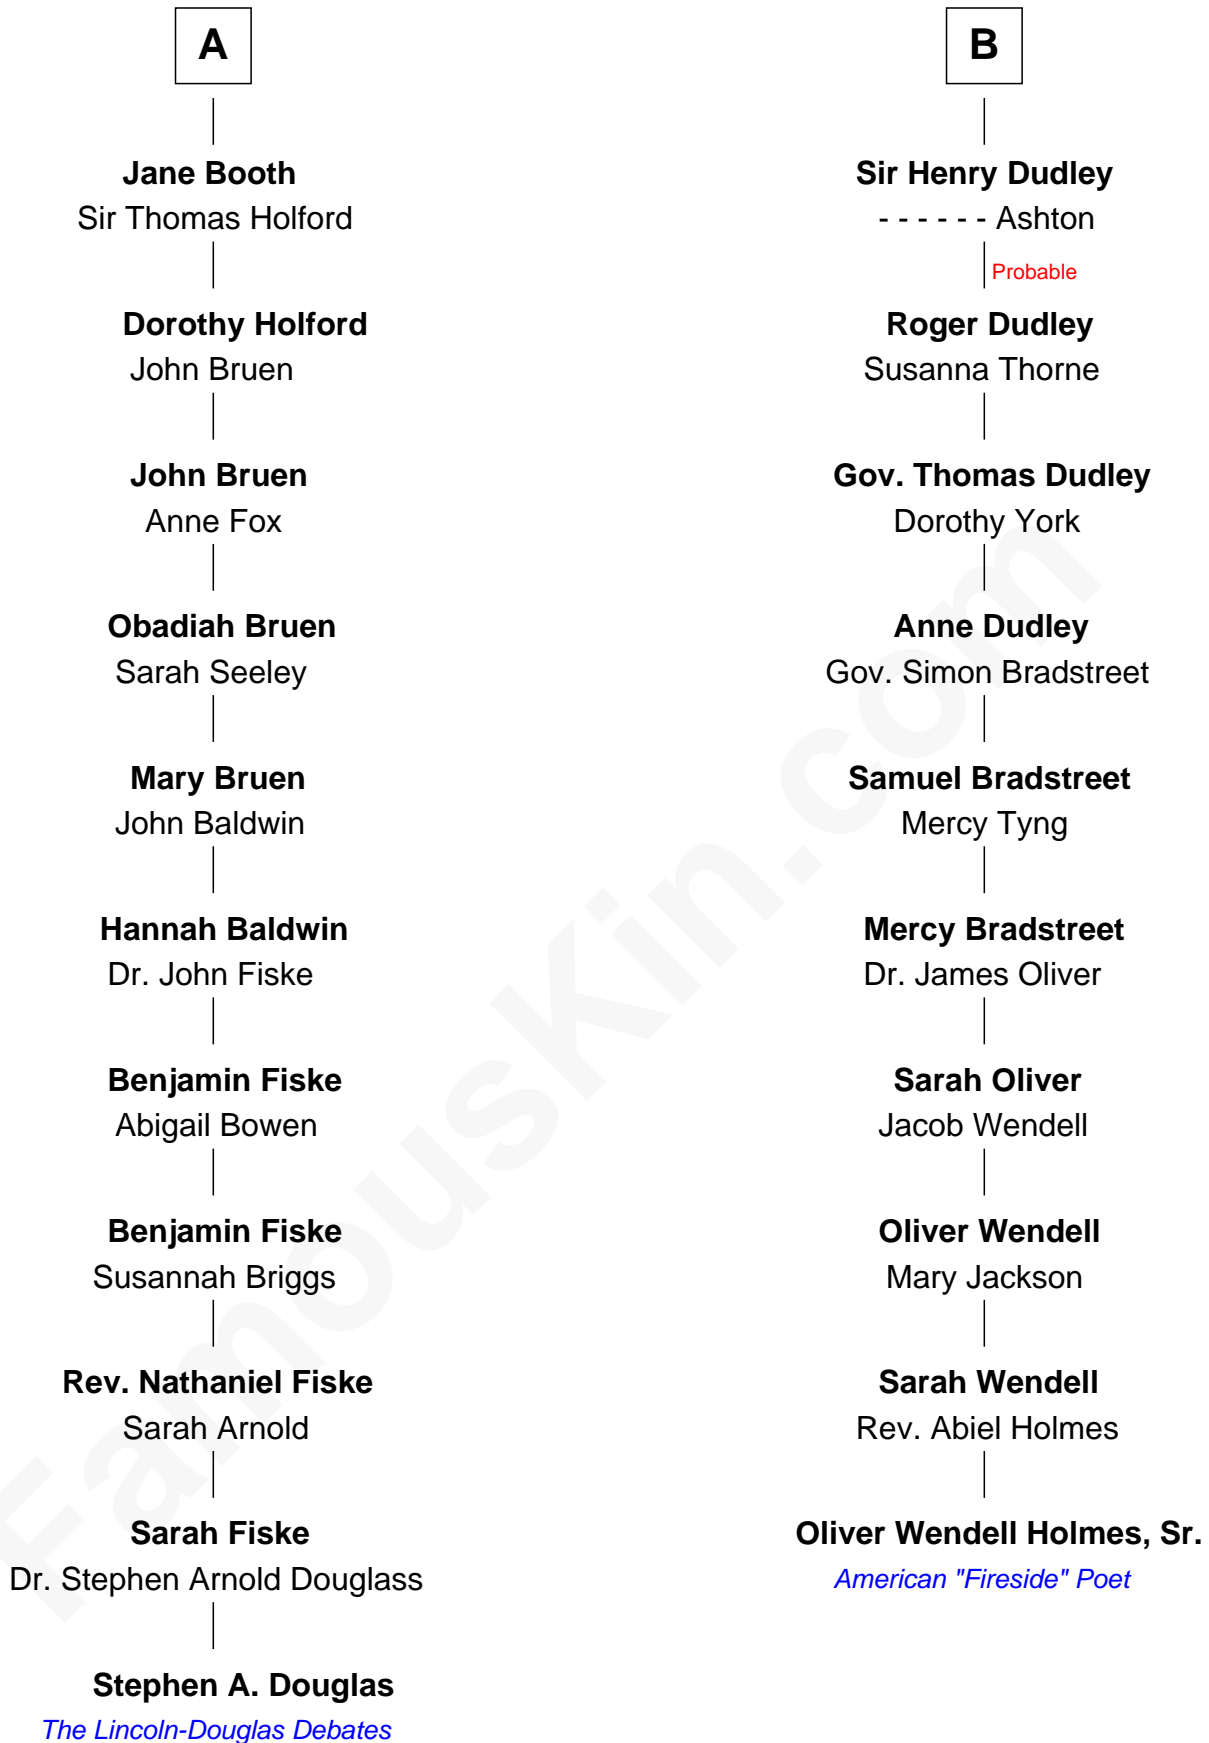 A
Jane Booth
Sir Thomas Holford
Dorothy Holford
John Bruen
John Bruen
Anne Fox
Obadiah Bruen
Sarah Seeley
Mary Bruen
John Baldwin
Hannah Baldwin
Dr. John Fiske
Benjamin Fiske
Abigail Bowen
Benjamin Fiske
Susannah Briggs
Rev. Nathaniel Fiske
Sarah Arnold
Sarah Fiske
Dr. Stephen Arnold Douglass
Stephen A. Douglas
The Lincoln-Douglas Debates
B
Sir Henry Dudley
- - - - - - Ashton
Probable
Roger Dudley
Susanna Thorne
Gov. Thomas Dudley
Dorothy York
Anne Dudley
Gov. Simon Bradstreet
Samuel Bradstreet
Mercy Tyng
Mercy Bradstreet
Dr. James Oliver
Sarah Oliver
Jacob Wendell
Oliver Wendell
Mary Jackson
Sarah Wendell
Rev. Abiel Holmes
Oliver Wendell Holmes, Sr.
American "Fireside" Poet
FamousKin.com